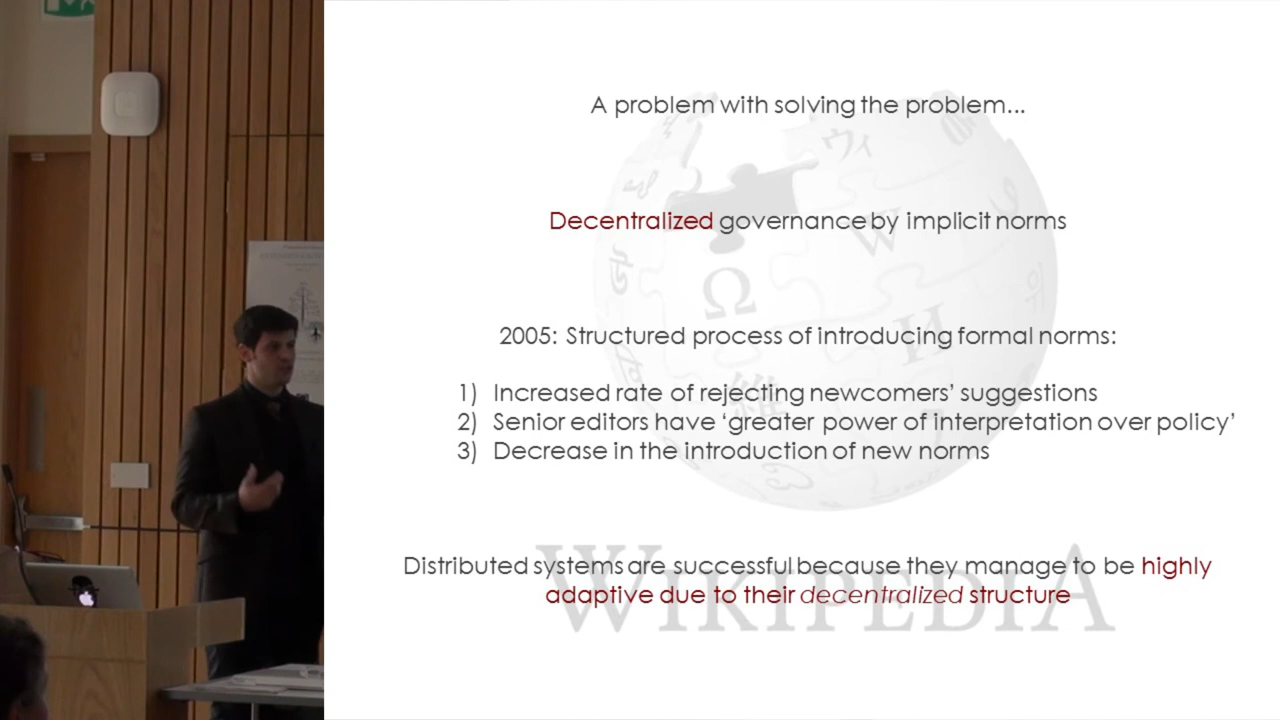 A problem with solving the problem...
Decentralized governance by implicit norms
2005: Structured process of introducing formal norms:
1) Increased rate of rejecting newcomers' suggestions
2) Senior editors have 'greater power of interpretation over policy'
3) Decrease in the introduction of new norms
Distributed systems are successful because they manage to be highly
adaptive due to their decentralized structure
WIKIPEDIA
Ω
W
И
維